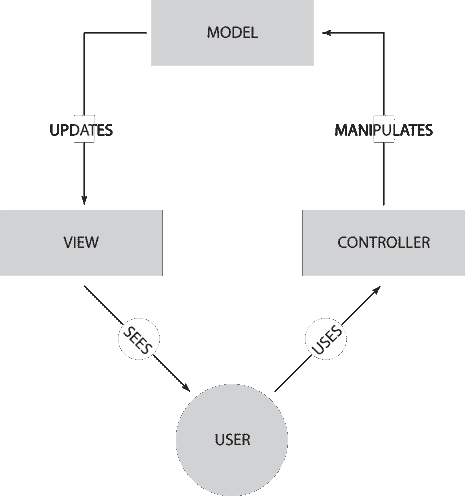 MODEL
UPDATES
MANIPULATES
VIEW
CONTROLLER
SEES
USES
USER